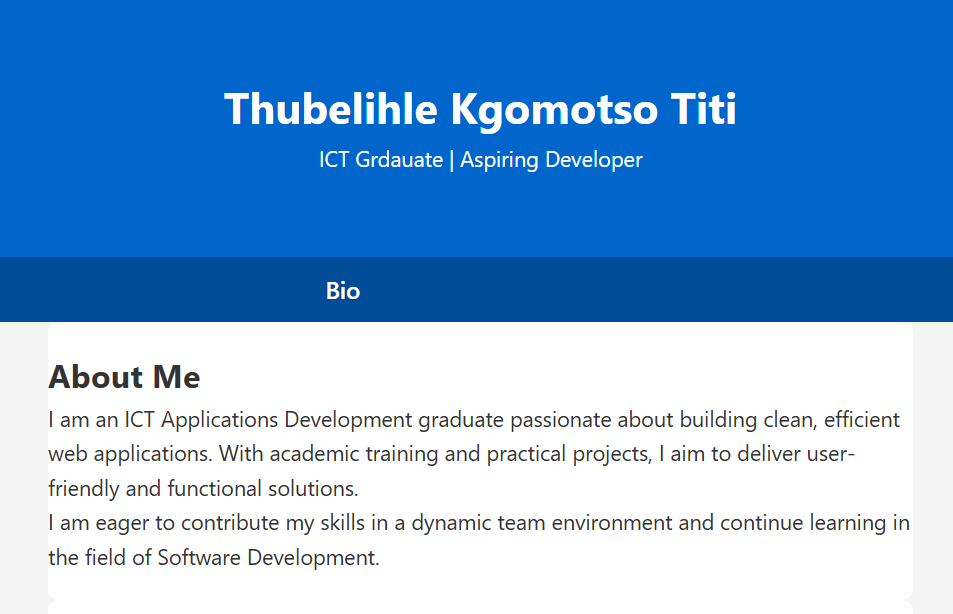 Thubelihle Kgomotso Titi
ICT Grdauate | Aspiring Developer
Bio
About Me
I am an ICT Applications Development graduate passionate about building clean, efficient
web applications. With academic training and practical projects, I aim to deliver user-
friendly and functional solutions.
I am eager to contribute my skills in a dynamic team environment and continue learning in
the field of Software Development.